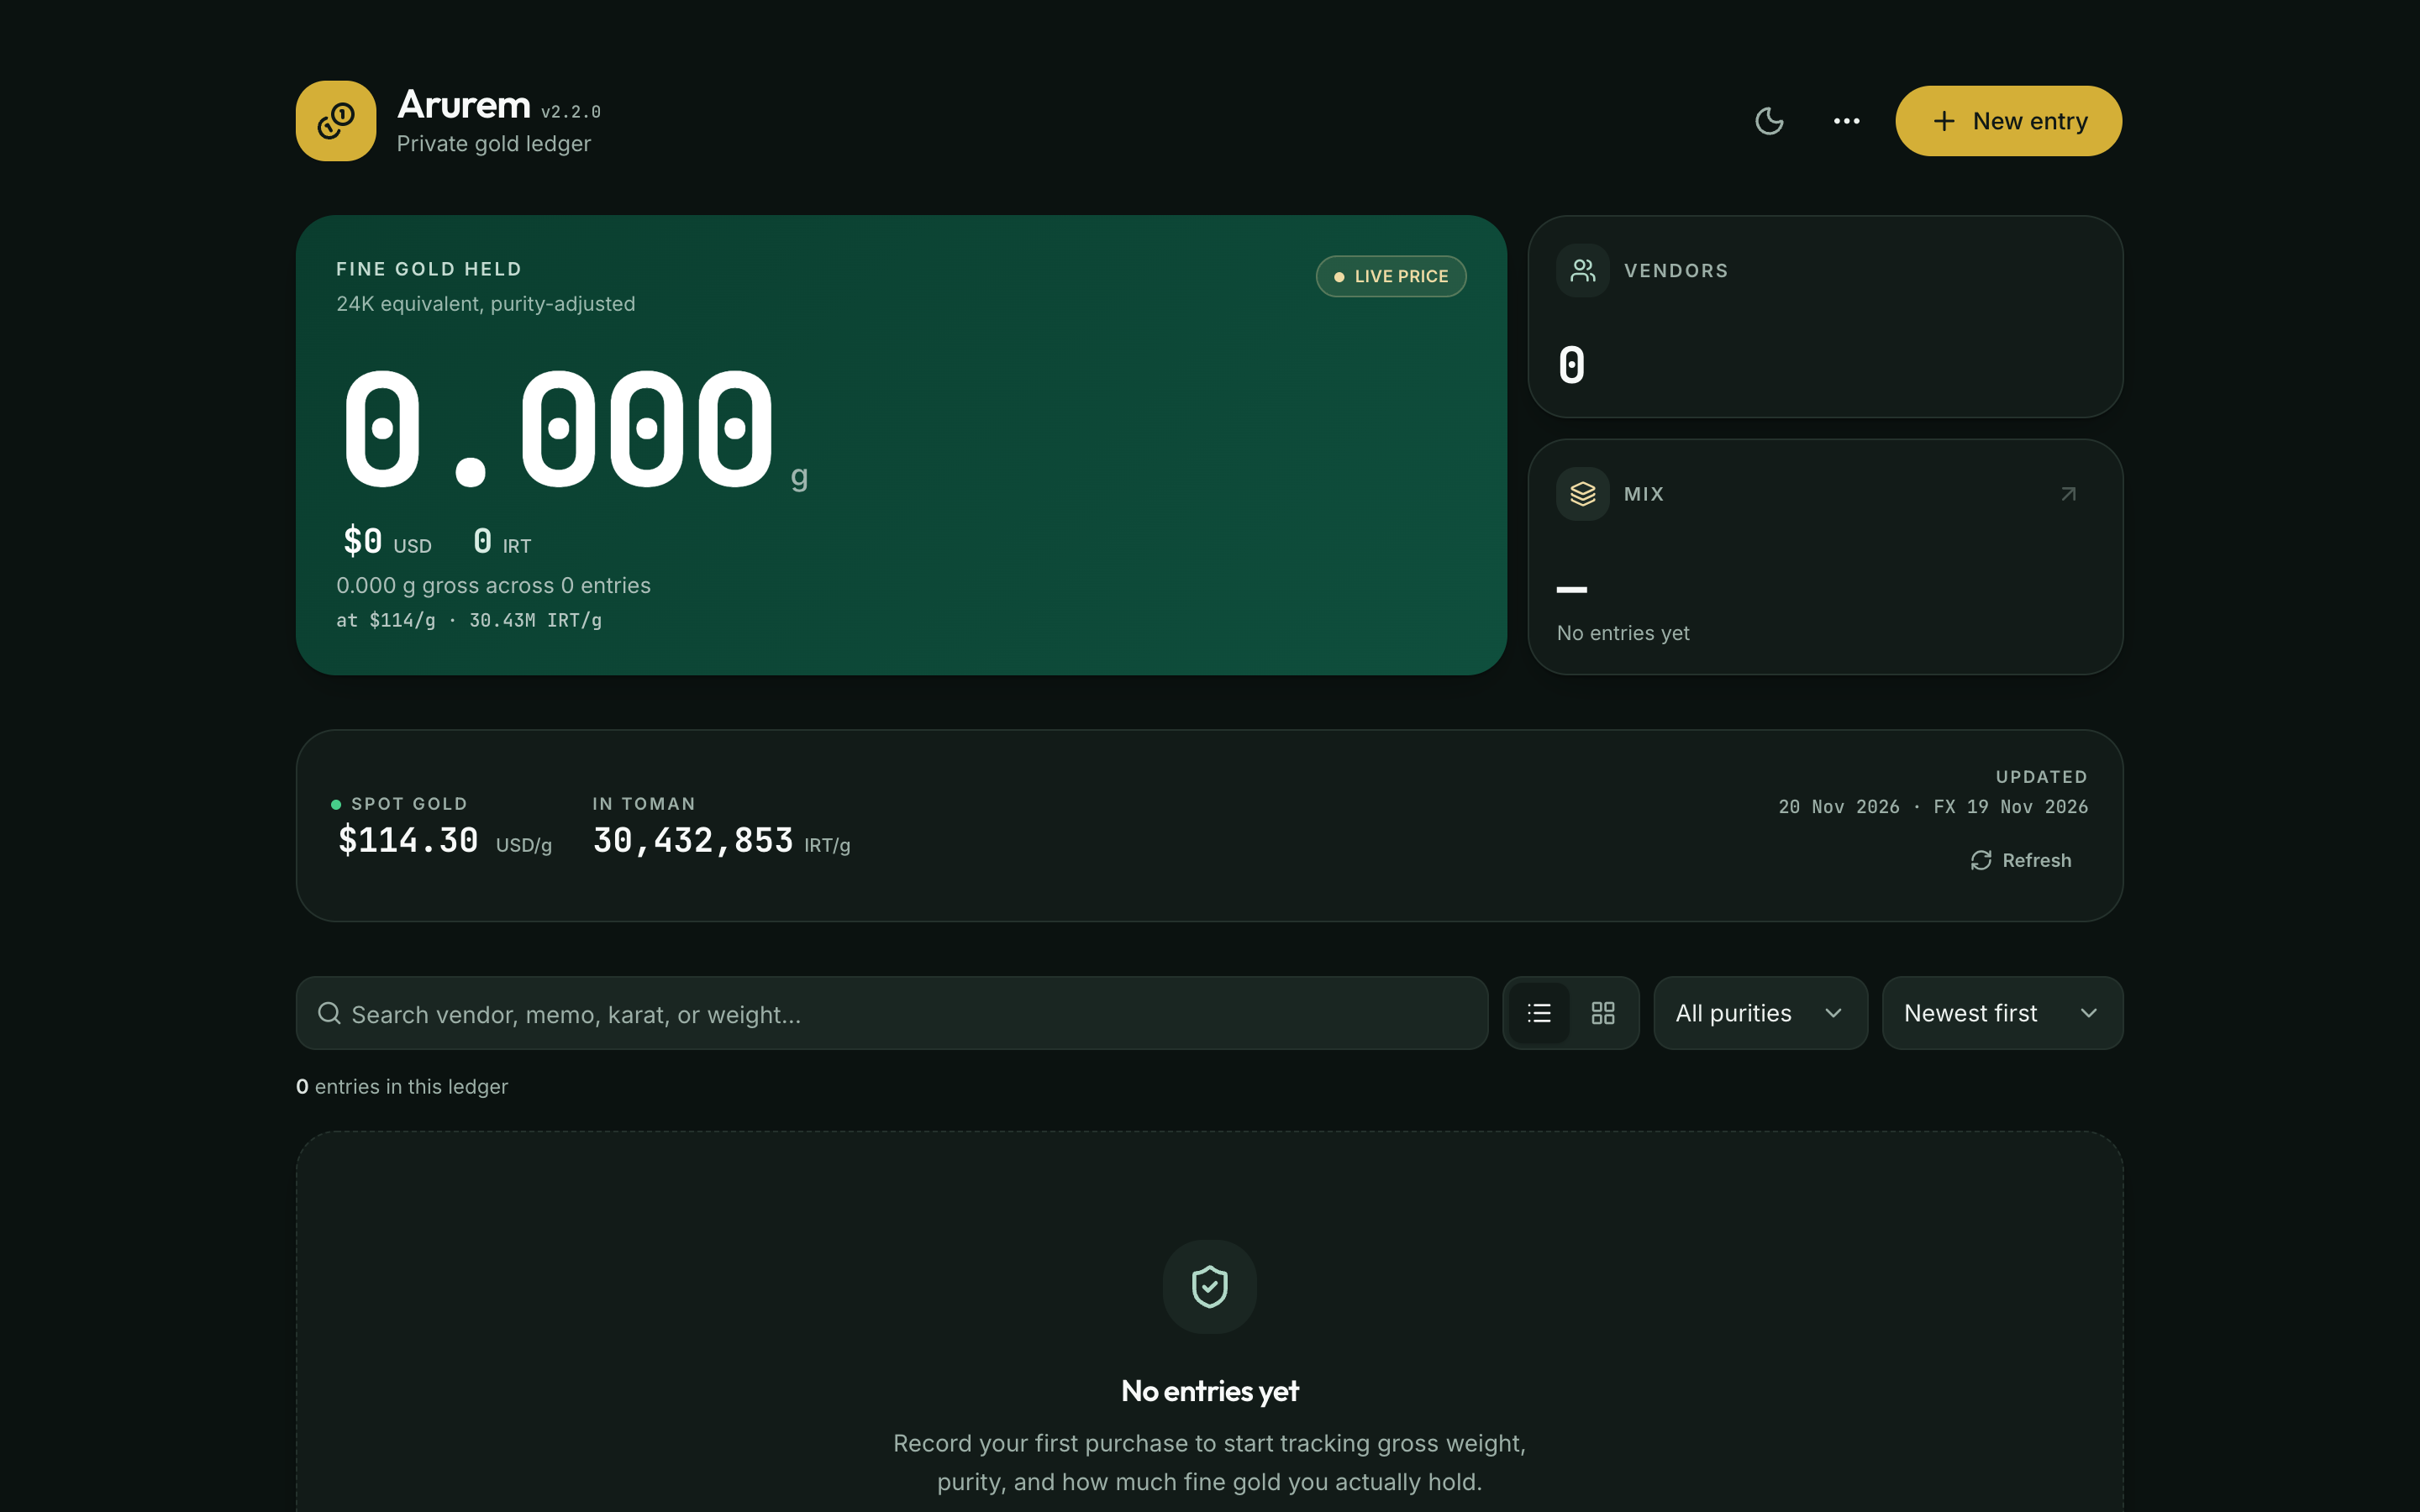 Arurem v2.2.0
Private gold ledger
New entry
FINE GOLD HELD
24K equivalent, purity-adjusted
LIVE PRICE
0.000 g
$0 USD 0 IRT
0.000 g gross across 0 entries
at $114/g · 30.43M IRT/g
VENDORS
0
MIX
—
No entries yet
SPOT GOLD
$114.30 USD/g
IN TOMAN
30,432,853 IRT/g
UPDATED
20 Nov 2026 · FX 19 Nov 2026
Refresh
Search vendor, memo, karat, or weight...
All purities
Newest first
0 entries in this ledger
No entries yet
Record your first purchase to start tracking gross weight,
purity, and how much fine gold you actually hold.